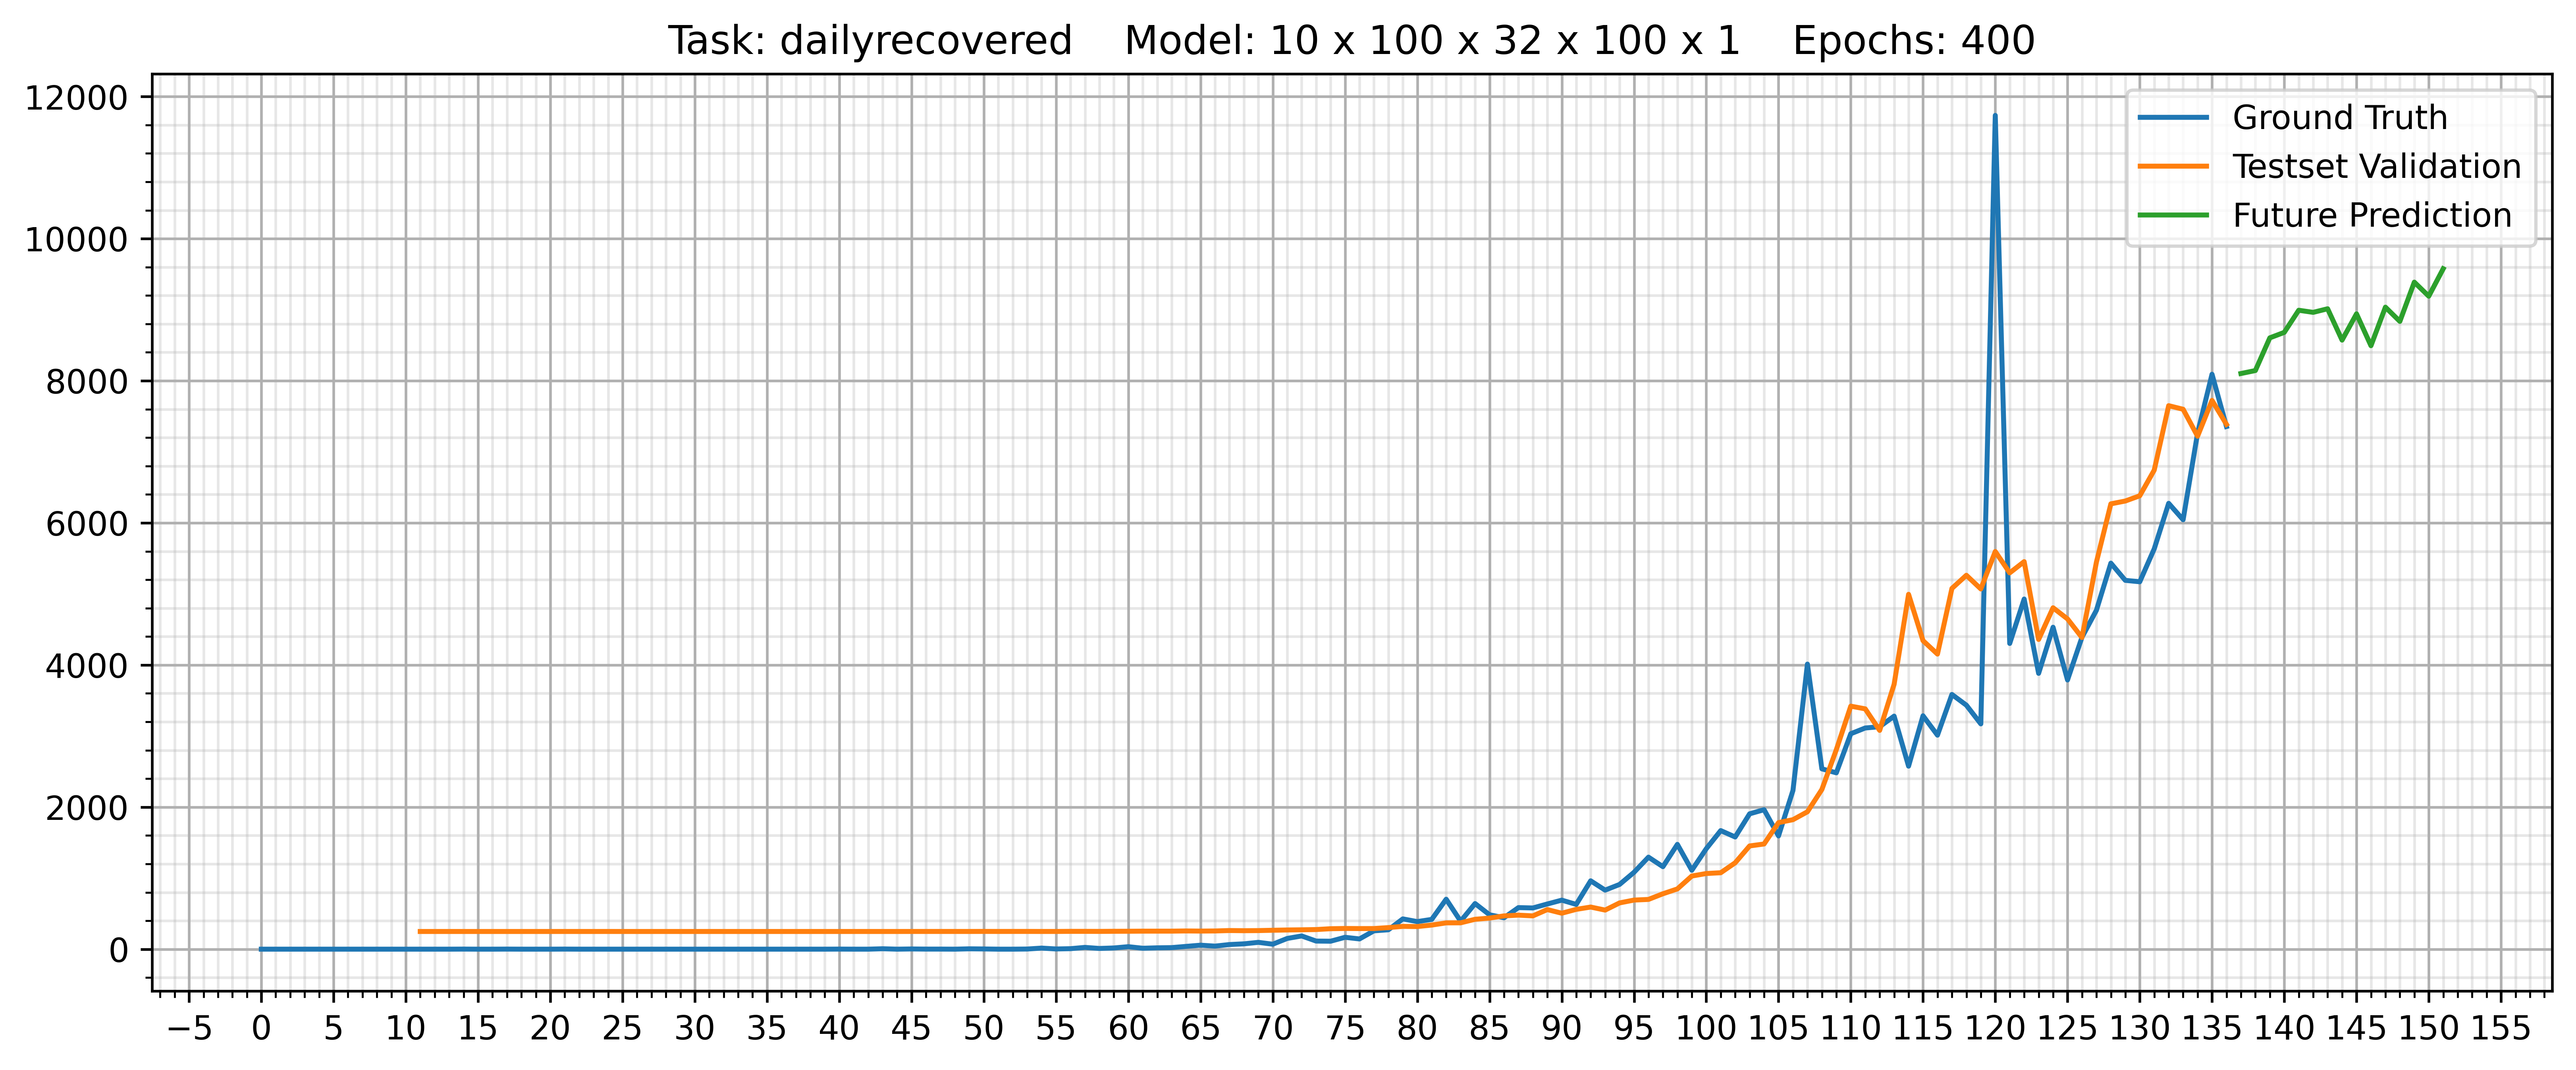 Task: dailyrecovered    Model: 10 x 100 x 32 x 100 x 1    Epochs: 400
12000
10000
8000
6000
4000
2000
0
Ground Truth
Testset Validation
Future Prediction
−5 0 5 10 15 20 25 30 35 40 45 50 55 60 65 70 75 80 85 90 95 100 105 110 115 120 125 130 135 140 145 150 155